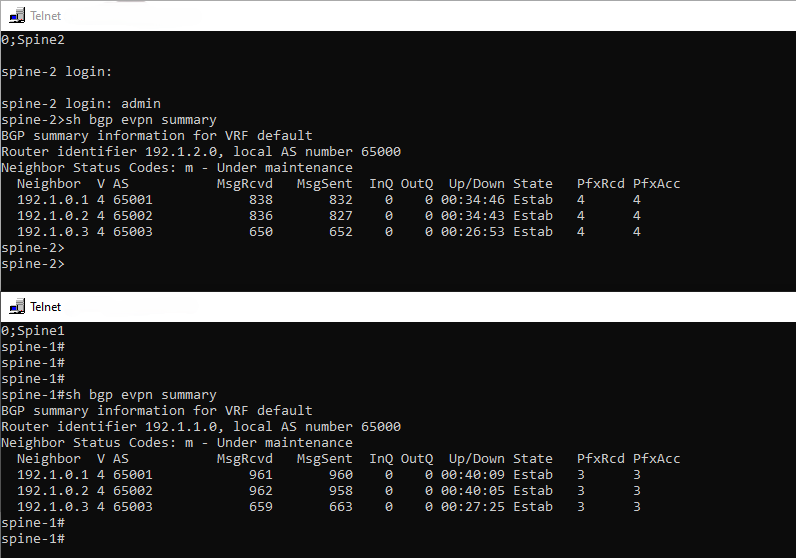 Telnet
0;Spine2
spine-2 login:
spine-2 login: admin
spine-2>sh bgp evpn summary
BGP summary information for VRF default
Router identifier 192.1.2.0, local AS number 65000
Neighbor Status Codes: m - Under maintenance
  Neighbor  V AS           MsgRcvd   MsgSent  InQ OutQ  Up/Down State   PfxRcd PfxAcc
  192.1.0.1 4 65001            838       832    0    0 00:34:46 Estab   4      4
  192.1.0.2 4 65002            836       827    0    0 00:34:43 Estab   4      4
  192.1.0.3 4 65003            650       652    0    0 00:26:53 Estab   4      4
spine-2>
spine-2>
Telnet
0;Spine1
spine-1#
spine-1#
spine-1#
spine-1#sh bgp evpn summary
BGP summary information for VRF default
Router identifier 192.1.1.0, local AS number 65000
Neighbor Status Codes: m - Under maintenance
  Neighbor  V AS           MsgRcvd   MsgSent  InQ OutQ  Up/Down State   PfxRcd PfxAcc
  192.1.0.1 4 65001            961       960    0    0 00:40:09 Estab   3      3
  192.1.0.2 4 65002            962       958    0    0 00:40:05 Estab   3      3
  192.1.0.3 4 65003            659       663    0    0 00:27:25 Estab   3      3
spine-1#
spine-1#